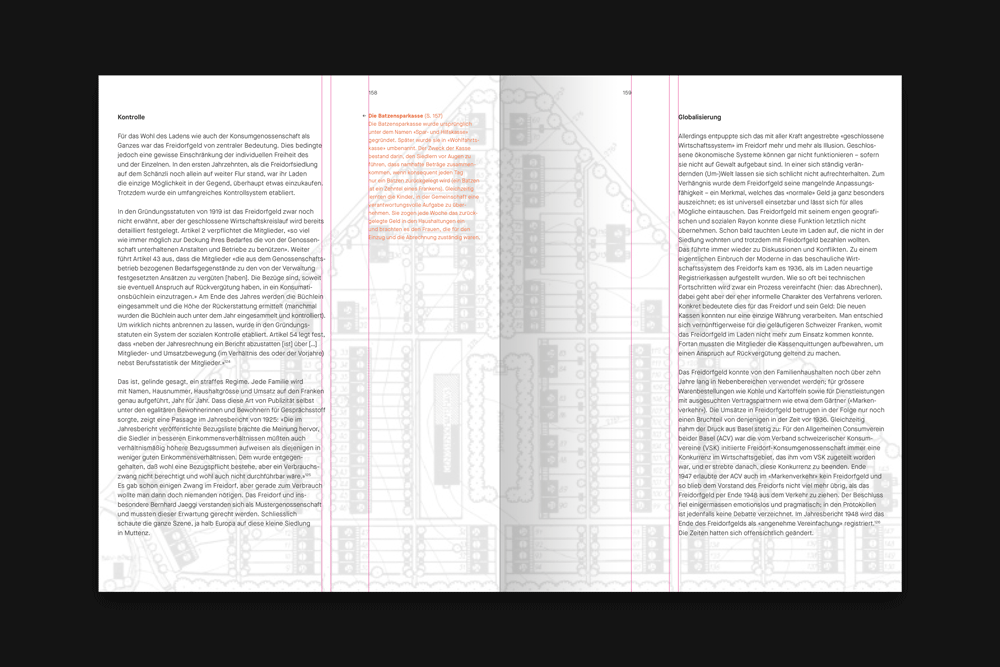 158
159
Kontrolle
Für das Wohl des Ladens wie auch der Konsumgenossenschaft als
Ganzes war das Freidorfgeld von zentraler Bedeutung. Dies bedingte
jedoch eine gewisse Einschränkung der individuellen Freiheit des
und der Einzelnen. In den ersten Jahrzehnten, als die Freidorfsiedlung
auf dem Schänzli noch allein auf weiter Flur stand, war ihr Laden
die einzige Möglichkeit in der Gegend, überhaupt etwas einzukaufen.
Trotzdem wurde ein umfangreiches Kontrollsystem etabliert.
In den Gründungsstatuten von 1919 ist das Freidorfgeld zwar noch
nicht erwähnt, aber der geschlossene Wirtschaftskreislauf wird bereits
detailliert festgelegt. Artikel 2 verpflichtet die Mitglieder, «so viel
wie immer möglich zur Deckung ihres Bedarfes die von der Genossen-
schaft unterhaltenen Anstalten und Betriebe zu benützen». Weiter
führt Artikel 43 aus, dass die Mitglieder «die aus dem Genossenschafts-
betrieb bezogenen Bedarfsgegenstände zu den von der Verwaltung
festgesetzten Ansätzen zu vergüten [haben]. Die Bezüge sind, soweit
sie eventuell Anspruch auf Rückvergütung haben, in ein Konsumati-
onsbüchlein einzutragen.» Am Ende des Jahres werden die Büchlein
eingesammelt und die Höhe der Rückerstattung ermittelt (manchmal
wurden die Büchlein auch unter dem Jahr eingesammelt und kontrolliert).
Um wirklich nichts anbrennen zu lassen, wurde in den Gründungs-
statuten ein System der sozialen Kontrolle etabliert. Artikel 54 legt fest,
dass «neben der Jahresrechnung ein Bericht abzustatten [ist] über [...]
Mitglieder- und Umsatzbewegung (im Verhältnis des oder der Vorjahre)
nebst Berufsstatistik der Mitglieder.»
Das ist, gelinde gesagt, ein straffes Regime. Jede Familie wird
mit Namen, Hausnummer, Haushaltgrösse und Umsatz auf den Franken
genau aufgeführt. Jahr für Jahr. Dass diese Art von Publizität selbst
unter den egalitären Bewohnerinnen und Bewohnern für Gesprächsstoff
sorgte, zeigt eine Passage im Jahresbericht von 1925: «Die im
Jahresbericht veröffentlichte Bezugsliste brachte die Meinung hervor,
die Siedler in besseren Einkommensverhältnissen müßten auch
verhältnismäßig höhere Bezugssummen aufweisen als diejenigen in
weniger guten Einkommensverhältnissen. Dem wurde entgegen-
gehalten, daß wohl eine Bezugspflicht bestehe, aber ein Verbrauchs-
zwang nicht berechtigt und wohl auch nicht durchführbar wäre.»
Es gab schon einigen Zwang im Freidorf, aber gerade zum Verbrauch
wollte man dann doch niemanden nötigen. Das Freidorf und ins-
besondere Bernhard Jaeggi verstanden sich als Mustergenossenschaft
und mussten dieser Erwartung gerecht werden. Schliesslich
schaute die ganze Szene, ja halb Europa auf diese kleine Siedlung
in Muttenz.
← Die Batzensparkasse (S. 157)
Die Batzensparkasse wurde ursprünglich
unter dem Namen «Spar- und Hilfskasse»
gegründet. Später wurde sie in «Wohlfahrts-
kasse» umbenannt. Der Zweck der Kasse
bestand darin, den Siedlern vor Augen zu
führen, dass namhafte Beträge zusammen-
kommen, wenn konsequent jeden Tag
nur ein Batzen zurückgelegt wird (ein Batzen
ist ein Zehntel eines Frankens). Gleichzeitig
werden die Kinder, in der Gemeinschaft eine
verantwortungsvolle Aufgabe zu über-
nehmen. Sie zogen jede Woche das zurück-
gelegte Geld in den Haushaltungen ein
und brachten es den Frauen, die für den
Einzug und die Abrechnung zuständig waren.
Globalisierung
Allerdings entpuppte sich das mit aller Kraft angestrebte «geschlossene
Wirtschaftssystem» im Freidorf mehr und mehr als Illusion. Geschlos-
sene ökonomische Systeme können gar nicht funktionieren – sofern
sie nicht auf Gewalt aufgebaut sind. In einer sich ständig verän-
dernden (Um-)Welt lassen sie sich schlicht nicht aufrechterhalten. Zum
Verhängnis wurde dem Freidorfgeld seine mangelnde Anpassungs-
fähigkeit – ein Merkmal, welches das «normale» Geld ja ganz besonders
auszeichnet; es ist universell einsetzbar und lässt sich für alles
Mögliche eintauschen. Das Freidorfgeld mit seinem engen geografi-
schen und sozialen Rayon konnte diese Funktion letztlich nicht
übernehmen. Schon bald tauchten Leute im Laden auf, die nicht in der
Siedlung wohnten und trotzdem mit Freidorfgeld bezahlen wollten.
Das führte immer wieder zu Diskussionen und Konflikten. Zu einem
eigentlichen Einbruch der Moderne in das beschauliche Wirt-
schaftssystem des Freidorfs kam es 1936, als im Laden neuartige
Registrierkassen aufgestellt wurden. Wie so oft bei technischen
Fortschritten wird zwar ein Prozess vereinfacht (hier: das Abrechnen),
dabei geht aber der eher informelle Charakter des Verfahrens verloren.
Konkret bedeutete dies für das Freidorf und sein Geld: Die neuen
Kassen konnten nur eine einzige Währung verarbeiten. Man entschied
sich vernünftigerweise für die geläufigeren Schweizer Franken, womit
das Freidorfgeld im Laden nicht mehr zum Einsatz kommen konnte.
Fortan mussten die Mitglieder die Kassenquittungen aufbewahren, um
einen Anspruch auf Rückvergütung geltend zu machen.
Das Freidorfgeld konnte von den Familienhaushalten noch über zehn
Jahre lang in Nebenbereichen verwendet werden: für grössere
Warenbestellungen wie Kohle und Kartoffeln sowie für Dienstleistungen
mit ausgesuchten Vertragspartnern wie etwa dem Gärtner («Marken-
verkehr»). Die Umsätze in Freidorfgeld betrugen in der Folge nur noch
einen Bruchteil von denjenigen in der Zeit vor 1936. Gleichzeitig
nahm der Druck aus Basel stetig zu: Für den Allgemeinen Consumverein
beider Basel (ACV) war die vom Verband schweizerischer Konsum-
vereine (VSK) initiierte Freidorf-Konsumgenossenschaft immer eine
Konkurrenz im Wirtschaftsgebiet, das ihm vom VSK zugeteilt worden
war, und er strebte danach, diese Konkurrenz zu beenden. Ende
1947 erlaubte der ACV auch im «Markenverkehr» kein Freidorfgeld und
so blieb dem Vorstand des Freidorfs nicht viel mehr übrig, als das
Freidorfgeld per Ende 1948 aus dem Verkehr zu ziehen. Der Beschluss
fiel einigermassen emotionslos und pragmatisch; in den Protokollen
ist jedenfalls keine Debatte verzeichnet. Im Jahresbericht 1948 wird das
Ende des Freidorfgelds als «angenehme Vereinfachung» registriert.
Die Zeiten hatten sich offensichtlich geändert.